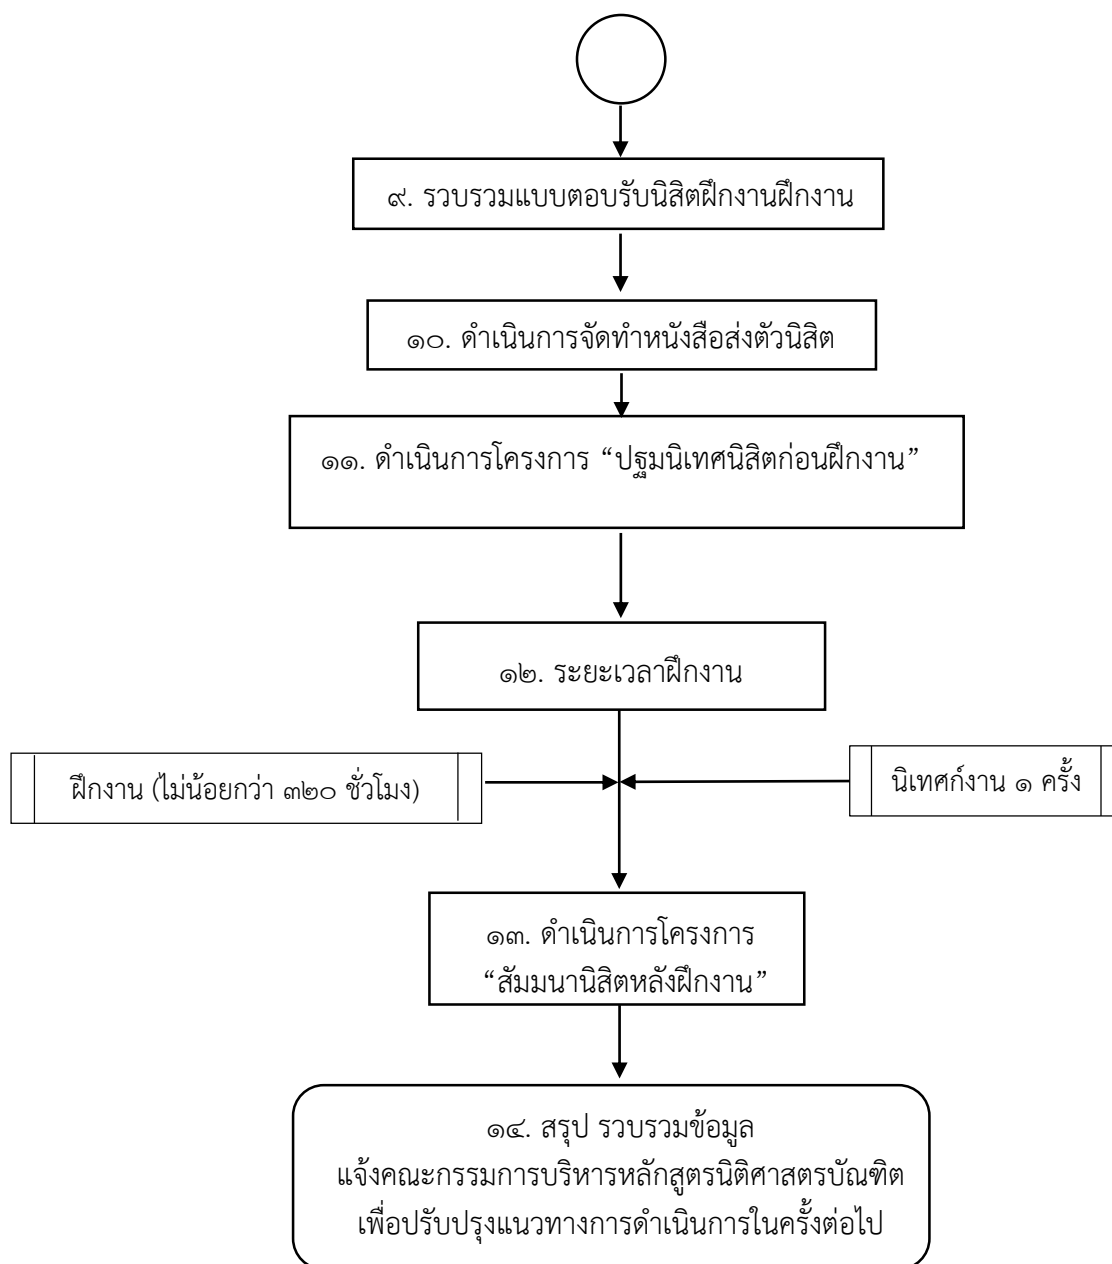 ๙. รวบรวมแบบตอบรับนิสิตฝึกงานฝึกงาน
๑๐. ดำเนินการจัดทำหนังสือส่งตัวนิสิต
๑๑. ดำเนินการโครงการ “ปฐมนิเทศนิสิตก่อนฝึกงาน”
๑๒. ระยะเวลาฝึกงาน
ฝึกงาน (ไม่น้อยกว่า ๓๒๐ ชั่วโมง)
นิเทศก์งาน ๑ ครั้ง
๑๓. ดำเนินการโครงการ
“สัมมนานิสิตหลังฝึกงาน”
๑๔. สรุป รวบรวมข้อมูล
แจ้งคณะกรรมการบริหารหลักสูตรนิติศาสตรบัณฑิต
เพื่อปรับปรุงแนวทางการดำเนินการในครั้งต่อไป